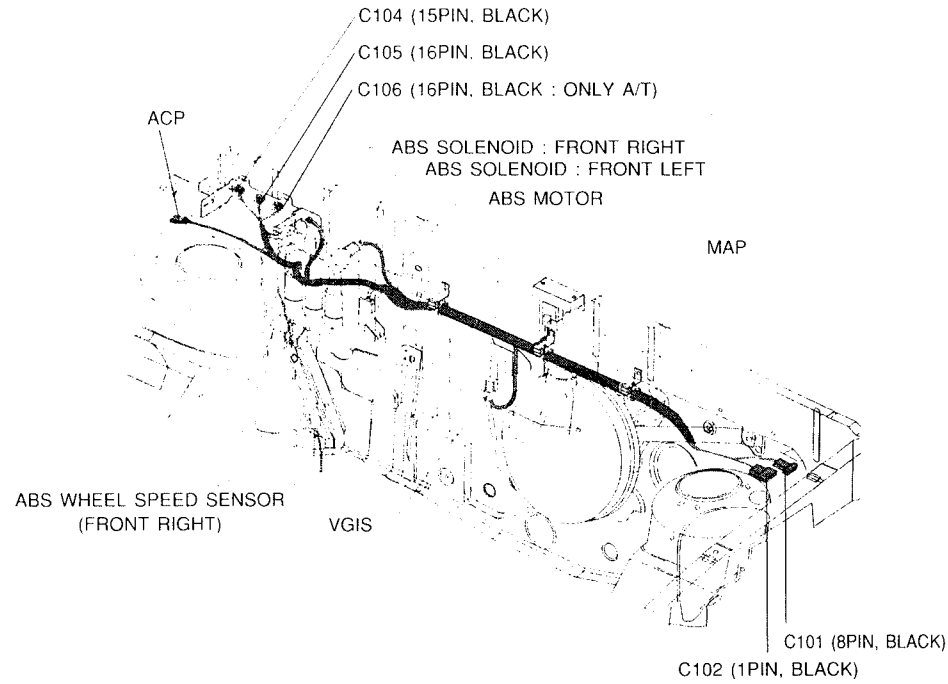 C104 (15PIN, BLACK)
C105 (16PIN, BLACK)
C106 (16PIN, BLACK : ONLY A/T)
ACP
ABS SOLENOID : FRONT RIGHT
ABS SOLENOID : FRONT LEFT
ABS MOTOR
MAP
ABS WHEEL SPEED SENSOR
(FRONT RIGHT)
VGIS
C101 (8PIN, BLACK)
C102 (1PIN, BLACK)